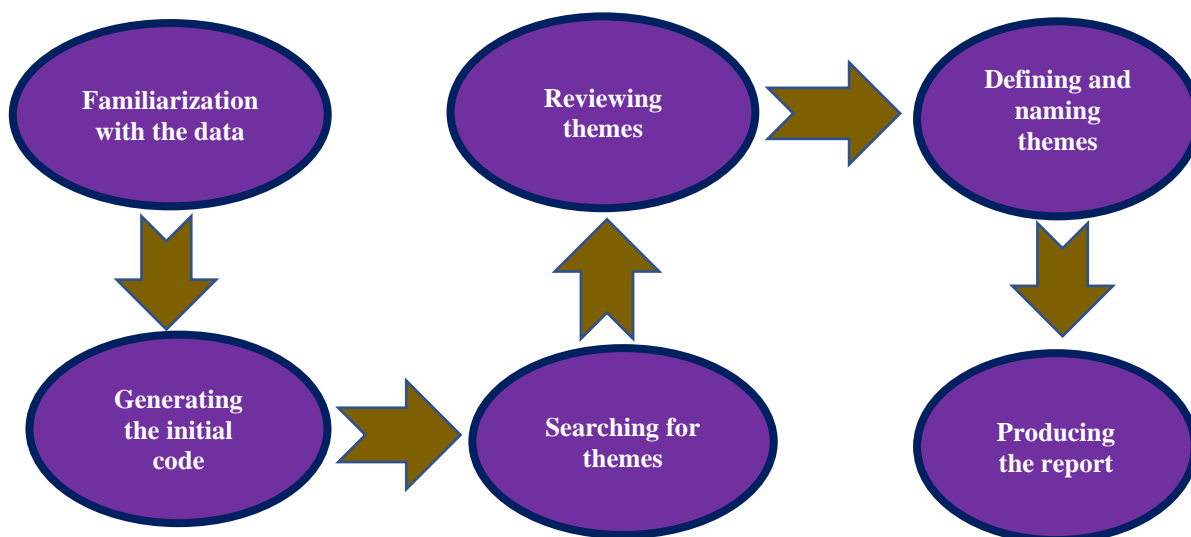 Familiarization
with the data
Generating
the initial
code
Searching for
themes
Reviewing
themes
Defining and
naming
themes
Producing
the report